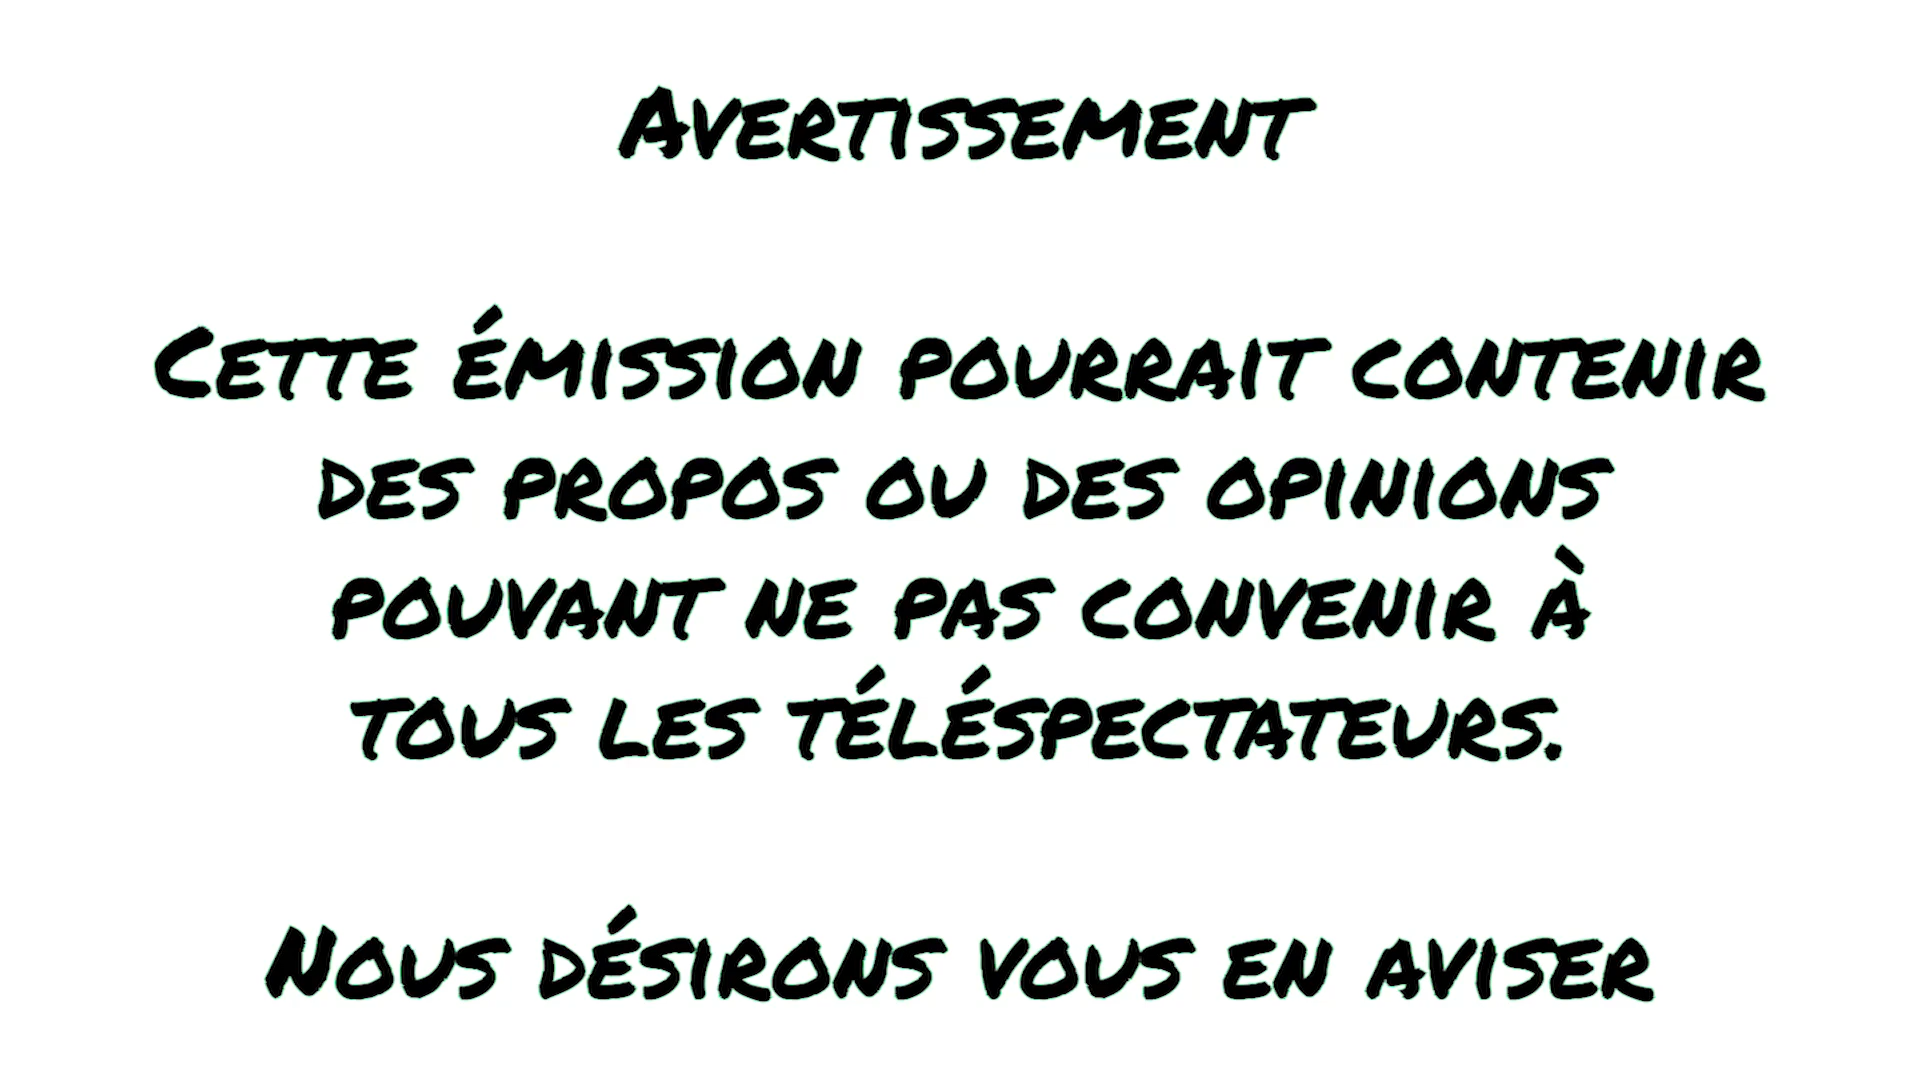 Avertissement
Cette émission pourrait contenir
des propos ou des opinions
pouvant ne pas convenir à
tous les téléspectateurs.
Nous désirons vous en aviser